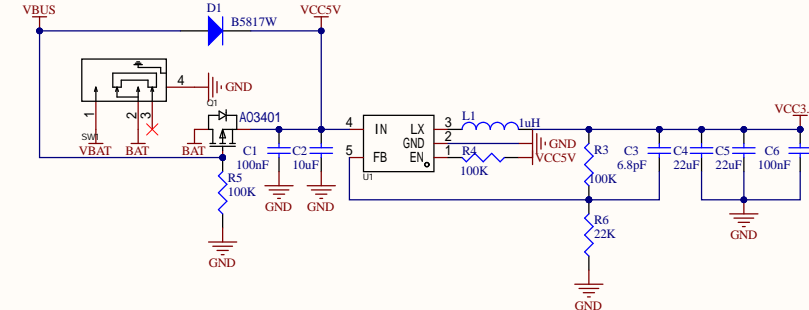 VBUS
D1
B5817W
VCC5V
4
GND
1
2
3
SW1
VBAT
BAT
Q1
AO3401
BAT
R5
100K
GND
C1
100nF
GND
C2
10uF
GND
4
IN
LX
3
GND
2
5
FB
EN
1
U1
L1
1uH
GND
VCC5V
R4
100K
R3
100K
R6
22K
GND
C3
6.8pF
C4
22uF
C5
22uF
GND
C6
100nF
VCC3.